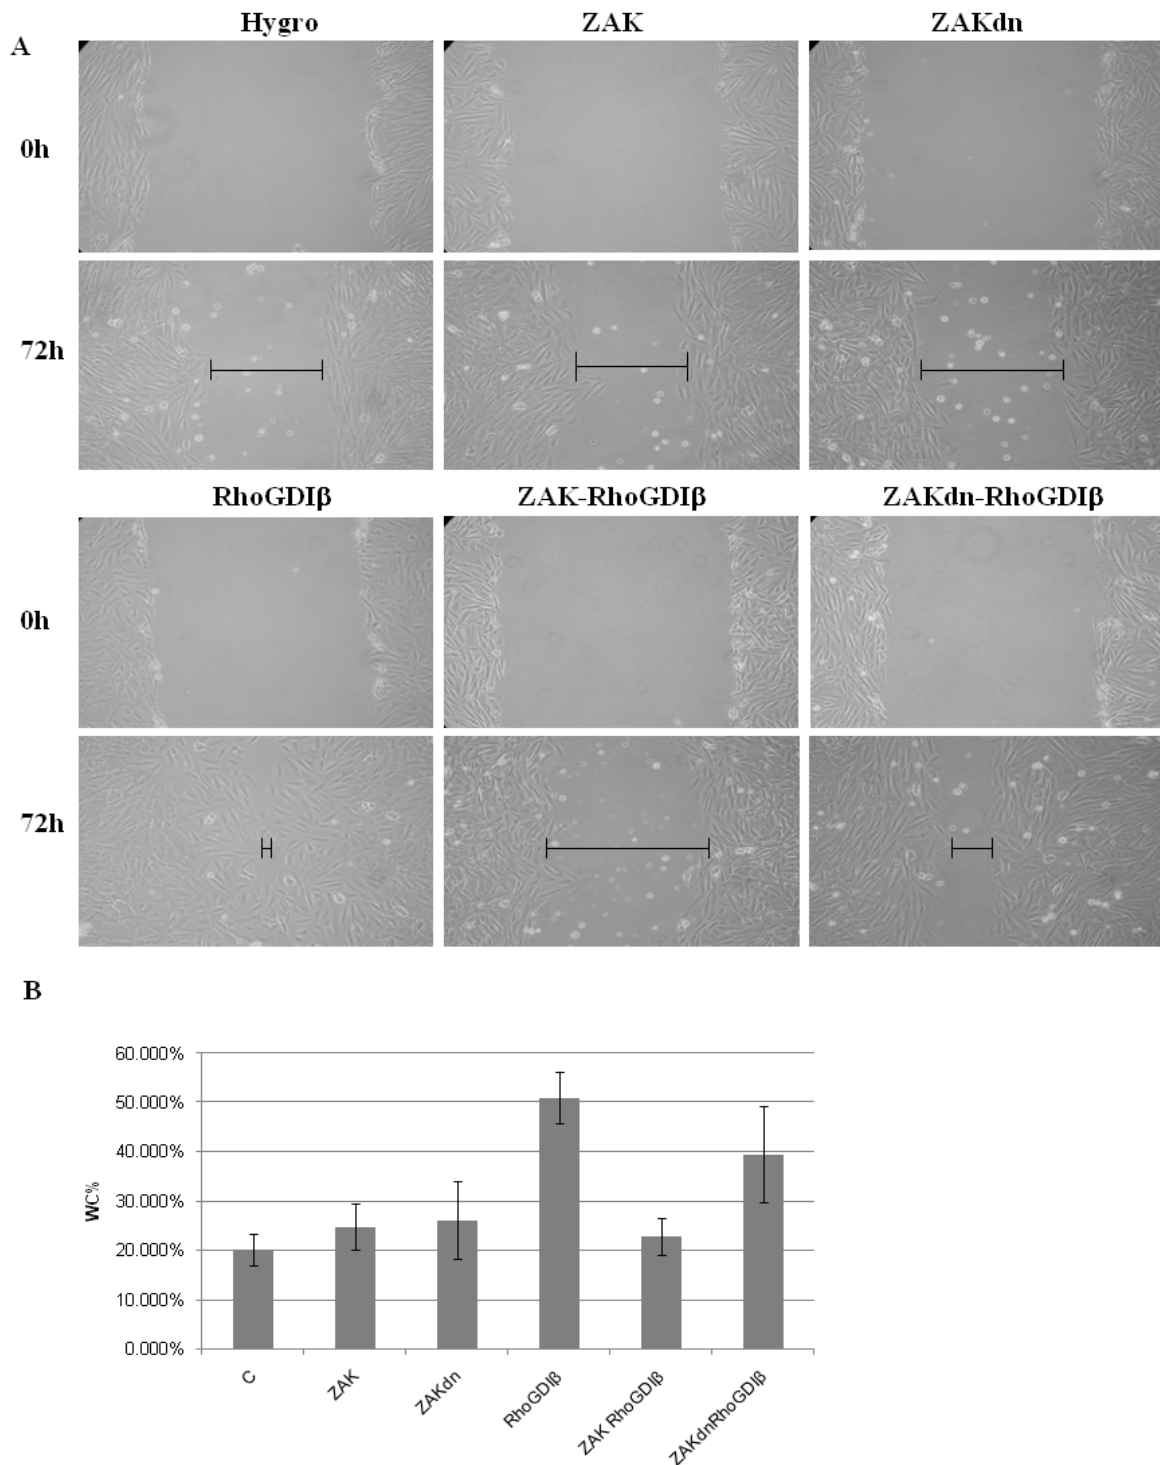 A
Hygro ZAK ZAKdn
0h
72h
RhoGDIβ ZAK-RhoGDIβ ZAKdn-RhoGDIβ
0h
72h
B
60.000%
50.000%
40.000%
30.000%
20.000%
10.000%
0.000%
WC%
C ZAK ZAKdn RhoGDIβ ZAK RhoGDIβ ZAKdnRhoGDIβ